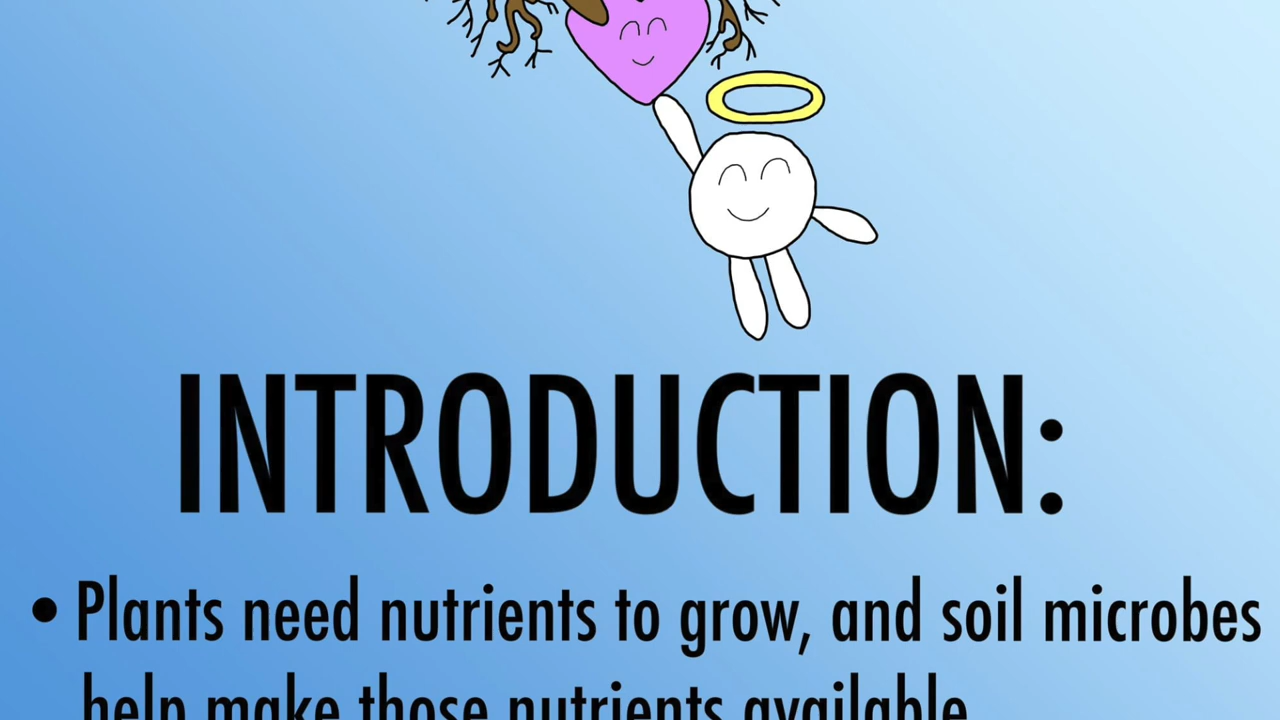 INTRODUCTION:
• Plants need nutrients to grow, and soil microbes
help make those nutrients available